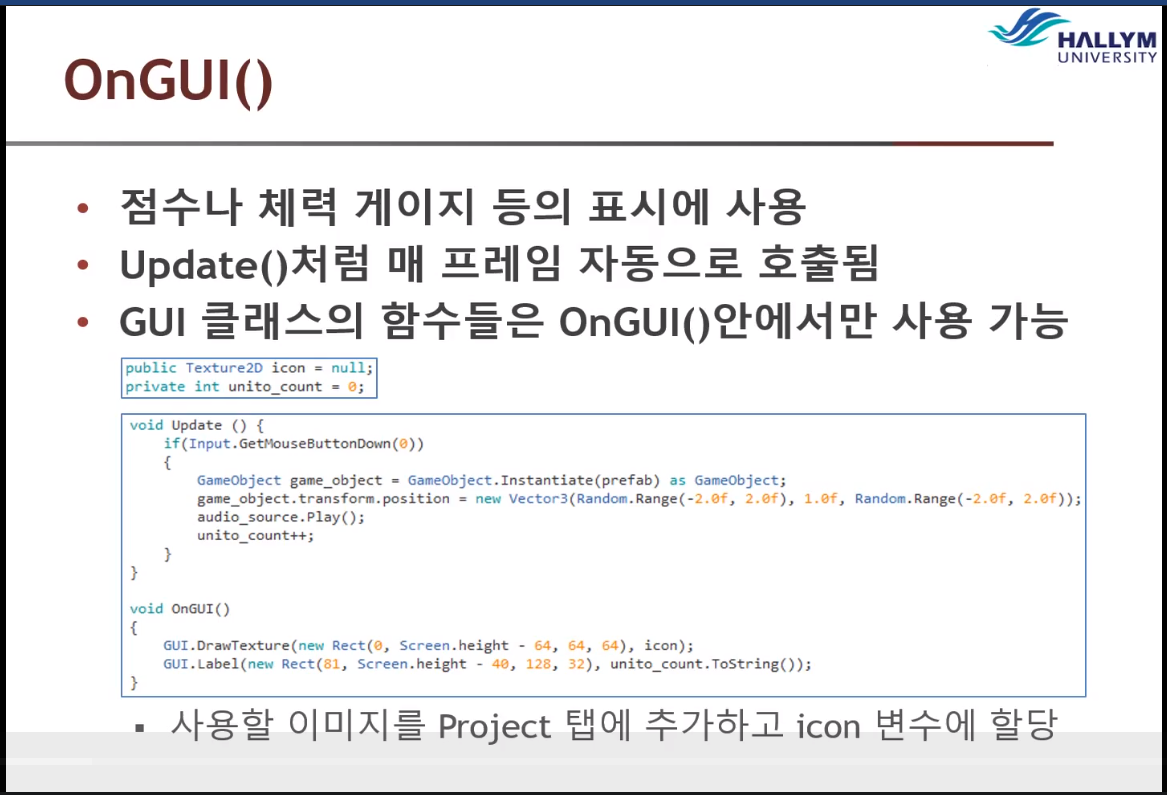 HALLYM
UNIVERSITY
OnGUI()
• 점수나 체력 게이지 등의 표시에 사용
• Update()처럼 매 프레임 자동으로 호출됨
• GUI 클래스의 함수들은 OnGUI()안에서만 사용 가능
public Texture2D icon = null;
private int unito_count = 0;
void Update () {
if(Input.GetMouseButtonDown(0))
{
GameObject game_object = GameObject.Instantiate(prefab) as GameObject;
game_object.transform.position = new Vector3(Random.Range(-2.0f, 2.0f), 1.0f, Random.Range(-2.0f, 2.0f));
audio_source.Play();
unito_count++;
}
}
void OnGUI()
{
GUI.DrawTexture(new Rect(0, Screen.height - 64, 64, 64), icon);
GUI.Label(new Rect(81, Screen.height - 40, 128, 32), unito_count.ToString());
}
▪ 사용할 이미지를 Project 탭에 추가하고 icon 변수에 할당